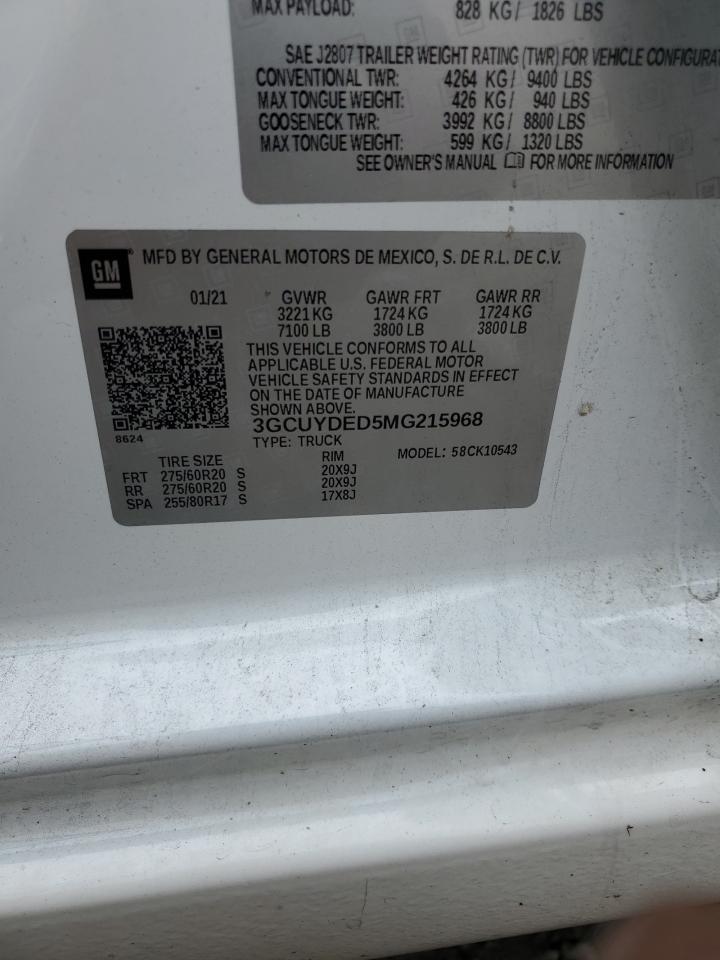 MAX PAYLOAD: 828 KG/ 1826 LBS
SAE J2807 TRAILER WEIGHT RATING (TWR) FOR VEHICLE
CONVENTIONAL TWR: 4264 KG/ 9400 LBS
MAX TONGUE WEIGHT: 426 KG/ 940 LBS
GOOSENECK TWR: 3992 KG/ 8800 LBS
MAX TONGUE WEIGHT: 599 KG/ 1320 LBS
SEE OWNER'S MANUAL FOR MORE INFORMATION
GM ® MFD BY GENERAL MOTORS DE MEXICO, S. DE R.L. DE C.V.
01/21 GVWR GAWR FRT GAWR RR
3221 KG 1724 KG 1724 KG
7100 LB 3800 LB 3800 LB
THIS VEHICLE CONFORMS TO ALL
APPLICABLE U.S. FEDERAL MOTOR
VEHICLE SAFETY STANDARDS IN EFFECT
ON THE DATE OF MANUFACTURE
SHOWN ABOVE.
3GCUYDED5MG215968
8624 TYPE: TRUCK MODEL: 58CK10543
TIRE SIZE RIM
FRT 275/60R20 S 20X9J
RR 275/60R20 S 20X9J
SPA 255/80R17 S 17X8J